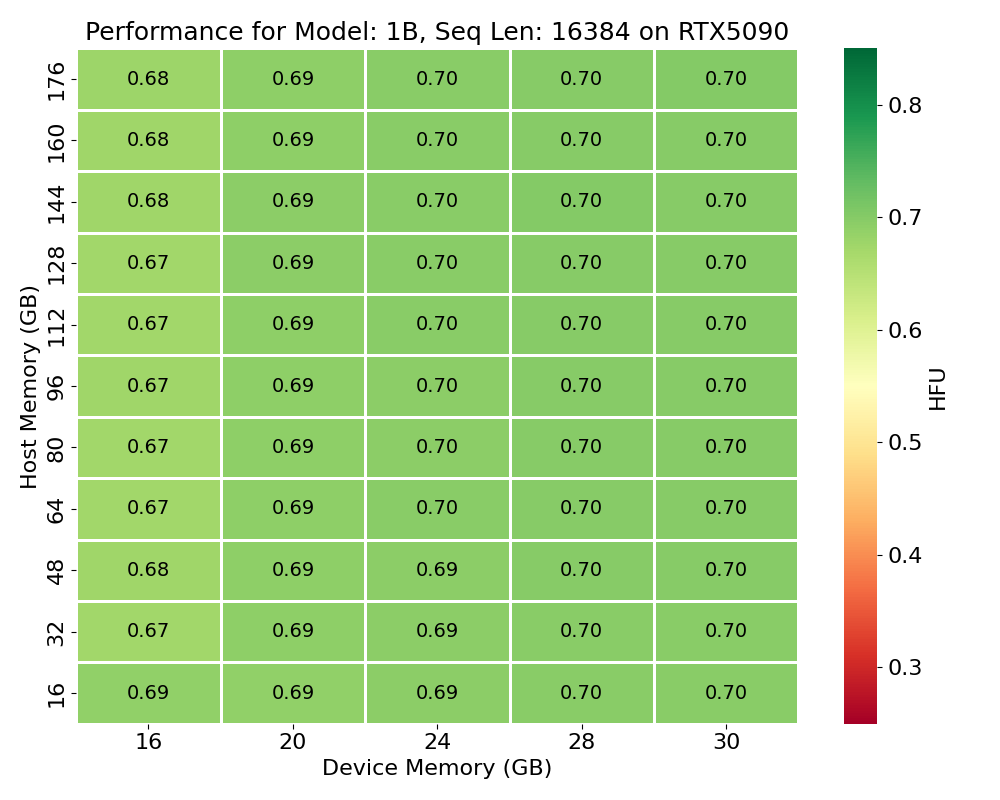 Performance for Model: 1B, Seq Len: 16384 on RTX5090
Host Memory (GB)
176 0.68 0.69 0.70 0.70 0.70
160 0.68 0.69 0.70 0.70 0.70
144 0.68 0.69 0.70 0.70 0.70
128 0.67 0.69 0.70 0.70 0.70
112 0.67 0.69 0.70 0.70 0.70
96 0.67 0.69 0.70 0.70 0.70
80 0.67 0.69 0.70 0.70 0.70
64 0.67 0.69 0.70 0.70 0.70
48 0.68 0.69 0.69 0.70 0.70
32 0.67 0.69 0.69 0.70 0.70
16 0.69 0.69 0.69 0.70 0.70
16 20 24 28 30
Device Memory (GB)
0.8
0.7
0.6
0.5
0.4
0.3
HFU